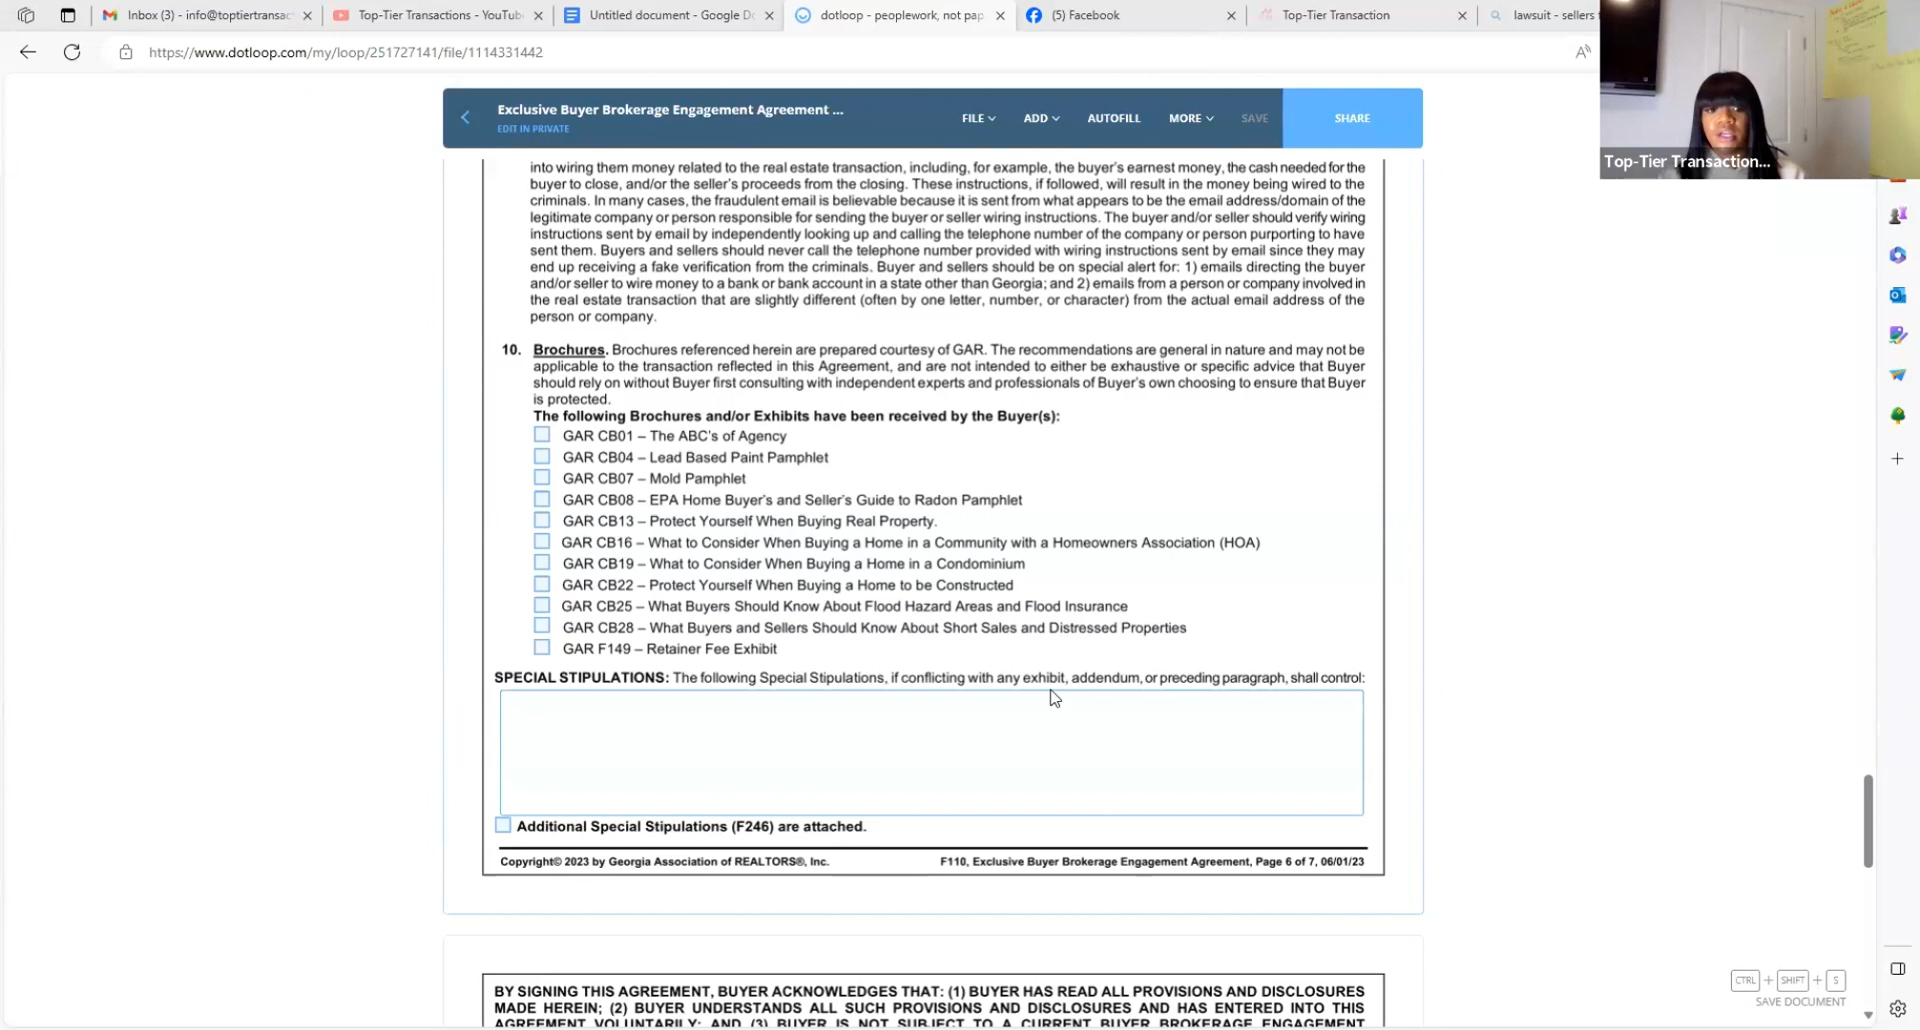 Inbox (3) - info@toptiertransac
Top-Tier Transactions - YouTub
Untitled document - Google Do
dotloop - peoplework, not pap
(5) Facebook
Top-Tier Transaction
lawsuit - sellers
https://www.dotloop.com/my/loop/251727141/file/1114331442
Top-Tier Transaction...
Exclusive Buyer Brokerage Engagement Agreement ...
EDIT IN PRIVATE
FILE
ADD
AUTOFILL
MORE
SAVE
SHARE
into wiring them money related to the real estate transaction, including, for example, the buyer's earnest money, the cash needed for the
buyer to close, and/or the seller's proceeds from the closing. These instructions, if followed, will result in the money being wired to the
criminals. In many cases, the fraudulent email is believable because it is sent from what appears to be the email address/domain of the
legitimate company or person responsible for sending the buyer or seller wiring instructions. The buyer and/or seller should verify wiring
instructions sent by email by independently looking up and calling the telephone number of the company or person purporting to have
sent them. Buyers and sellers should never call the telephone number provided with wiring instructions sent by email since they may
end up receiving a fake verification from the criminals. Buyer and sellers should be on special alert for: 1) emails directing the buyer
and/or seller to wire money to a bank or bank account in a state other than Georgia; and 2) emails from a person or company involved in
the real estate transaction that are slightly different (often by one letter, number, or character) from the actual email address of the
person or company.
10. Brochures. Brochures referenced herein are prepared courtesy of GAR. The recommendations are general in nature and may not be
applicable to the transaction reflected in this Agreement, and are not intended to either be exhaustive or specific advice that Buyer
should rely on without Buyer first consulting with independent experts and professionals of Buyer's own choosing to ensure that Buyer
is protected.
The following Brochures and/or Exhibits have been received by the Buyer(s):
GAR CB01 – The ABC's of Agency
GAR CB04 – Lead Based Paint Pamphlet
GAR CB07 – Mold Pamphlet
GAR CB08 – EPA Home Buyer's and Seller's Guide to Radon Pamphlet
GAR CB13 – Protect Yourself When Buying Real Property.
GAR CB16 – What to Consider When Buying a Home in a Community with a Homeowners Association (HOA)
GAR CB19 – What to Consider When Buying a Home in a Condominium
GAR CB22 – Protect Yourself When Buying a Home to be Constructed
GAR CB25 – What Buyers Should Know About Flood Hazard Areas and Flood Insurance
GAR CB28 – What Buyers and Sellers Should Know About Short Sales and Distressed Properties
GAR F149 – Retainer Fee Exhibit
SPECIAL STIPULATIONS: The following Special Stipulations, if conflicting with any exhibit, addendum, or preceding paragraph, shall control:
Additional Special Stipulations (F246) are attached.
Copyright© 2023 by Georgia Association of REALTORS®, Inc.
F110, Exclusive Buyer Brokerage Engagement Agreement, Page 6 of 7, 06/01/23
CTRL + SHIFT + S
SAVE DOCUMENT
BY SIGNING THIS AGREEMENT, BUYER ACKNOWLEDGES THAT: (1) BUYER HAS READ ALL PROVISIONS AND DISCLOSURES
MADE HEREIN; (2) BUYER UNDERSTANDS ALL SUCH PROVISIONS AND DISCLOSURES AND HAS ENTERED INTO THIS
AGREEMENT VOLUNTARILY; AND (3) BUYER IS NOT SUBJECT TO A CURRENT BUYER BROKERAGE ENGAGEMENT